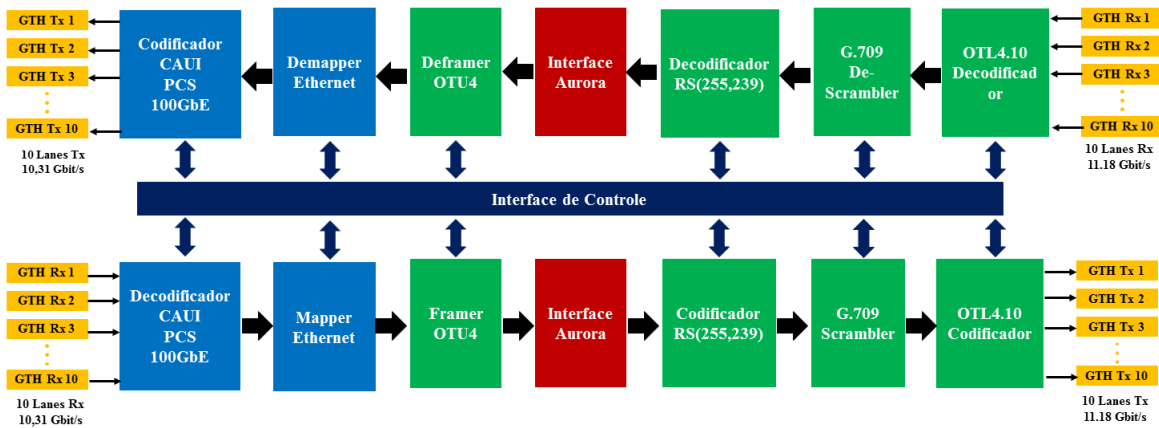 GTH Tx 1
GTH Tx 2
GTH Tx 3
GTH Tx 10
10 Lanes Tx
10,31 Gbit/s
Codificador
CAUI
PCS
100GbE
Demapper
Ethernet
Deframer
OTU4
Interface
Aurora
Decodificador
RS(255,239)
G.709
De-
Scrambler
OTL4.10
Decodificad
or
GTH Rx 1
GTH Rx 2
GTH Rx 3
GTH Rx 10
10 Lanes Rx
11.18 Gbit/s
Interface de Controle
GTH Rx 1
GTH Rx 2
GTH Rx 3
GTH Rx 10
10 Lanes Rx
10,31 Gbit/s
Decodificador
CAUI
PCS
100GbE
Mapper
Ethernet
Framer
OTU4
Interface
Aurora
Codificador
RS(255,239)
G.709
Scrambler
OTL4.10
Codificador
GTH Tx 1
GTH Tx 2
GTH Tx 3
GTH Tx 10
10 Lanes Tx
11.18 Gbit/s